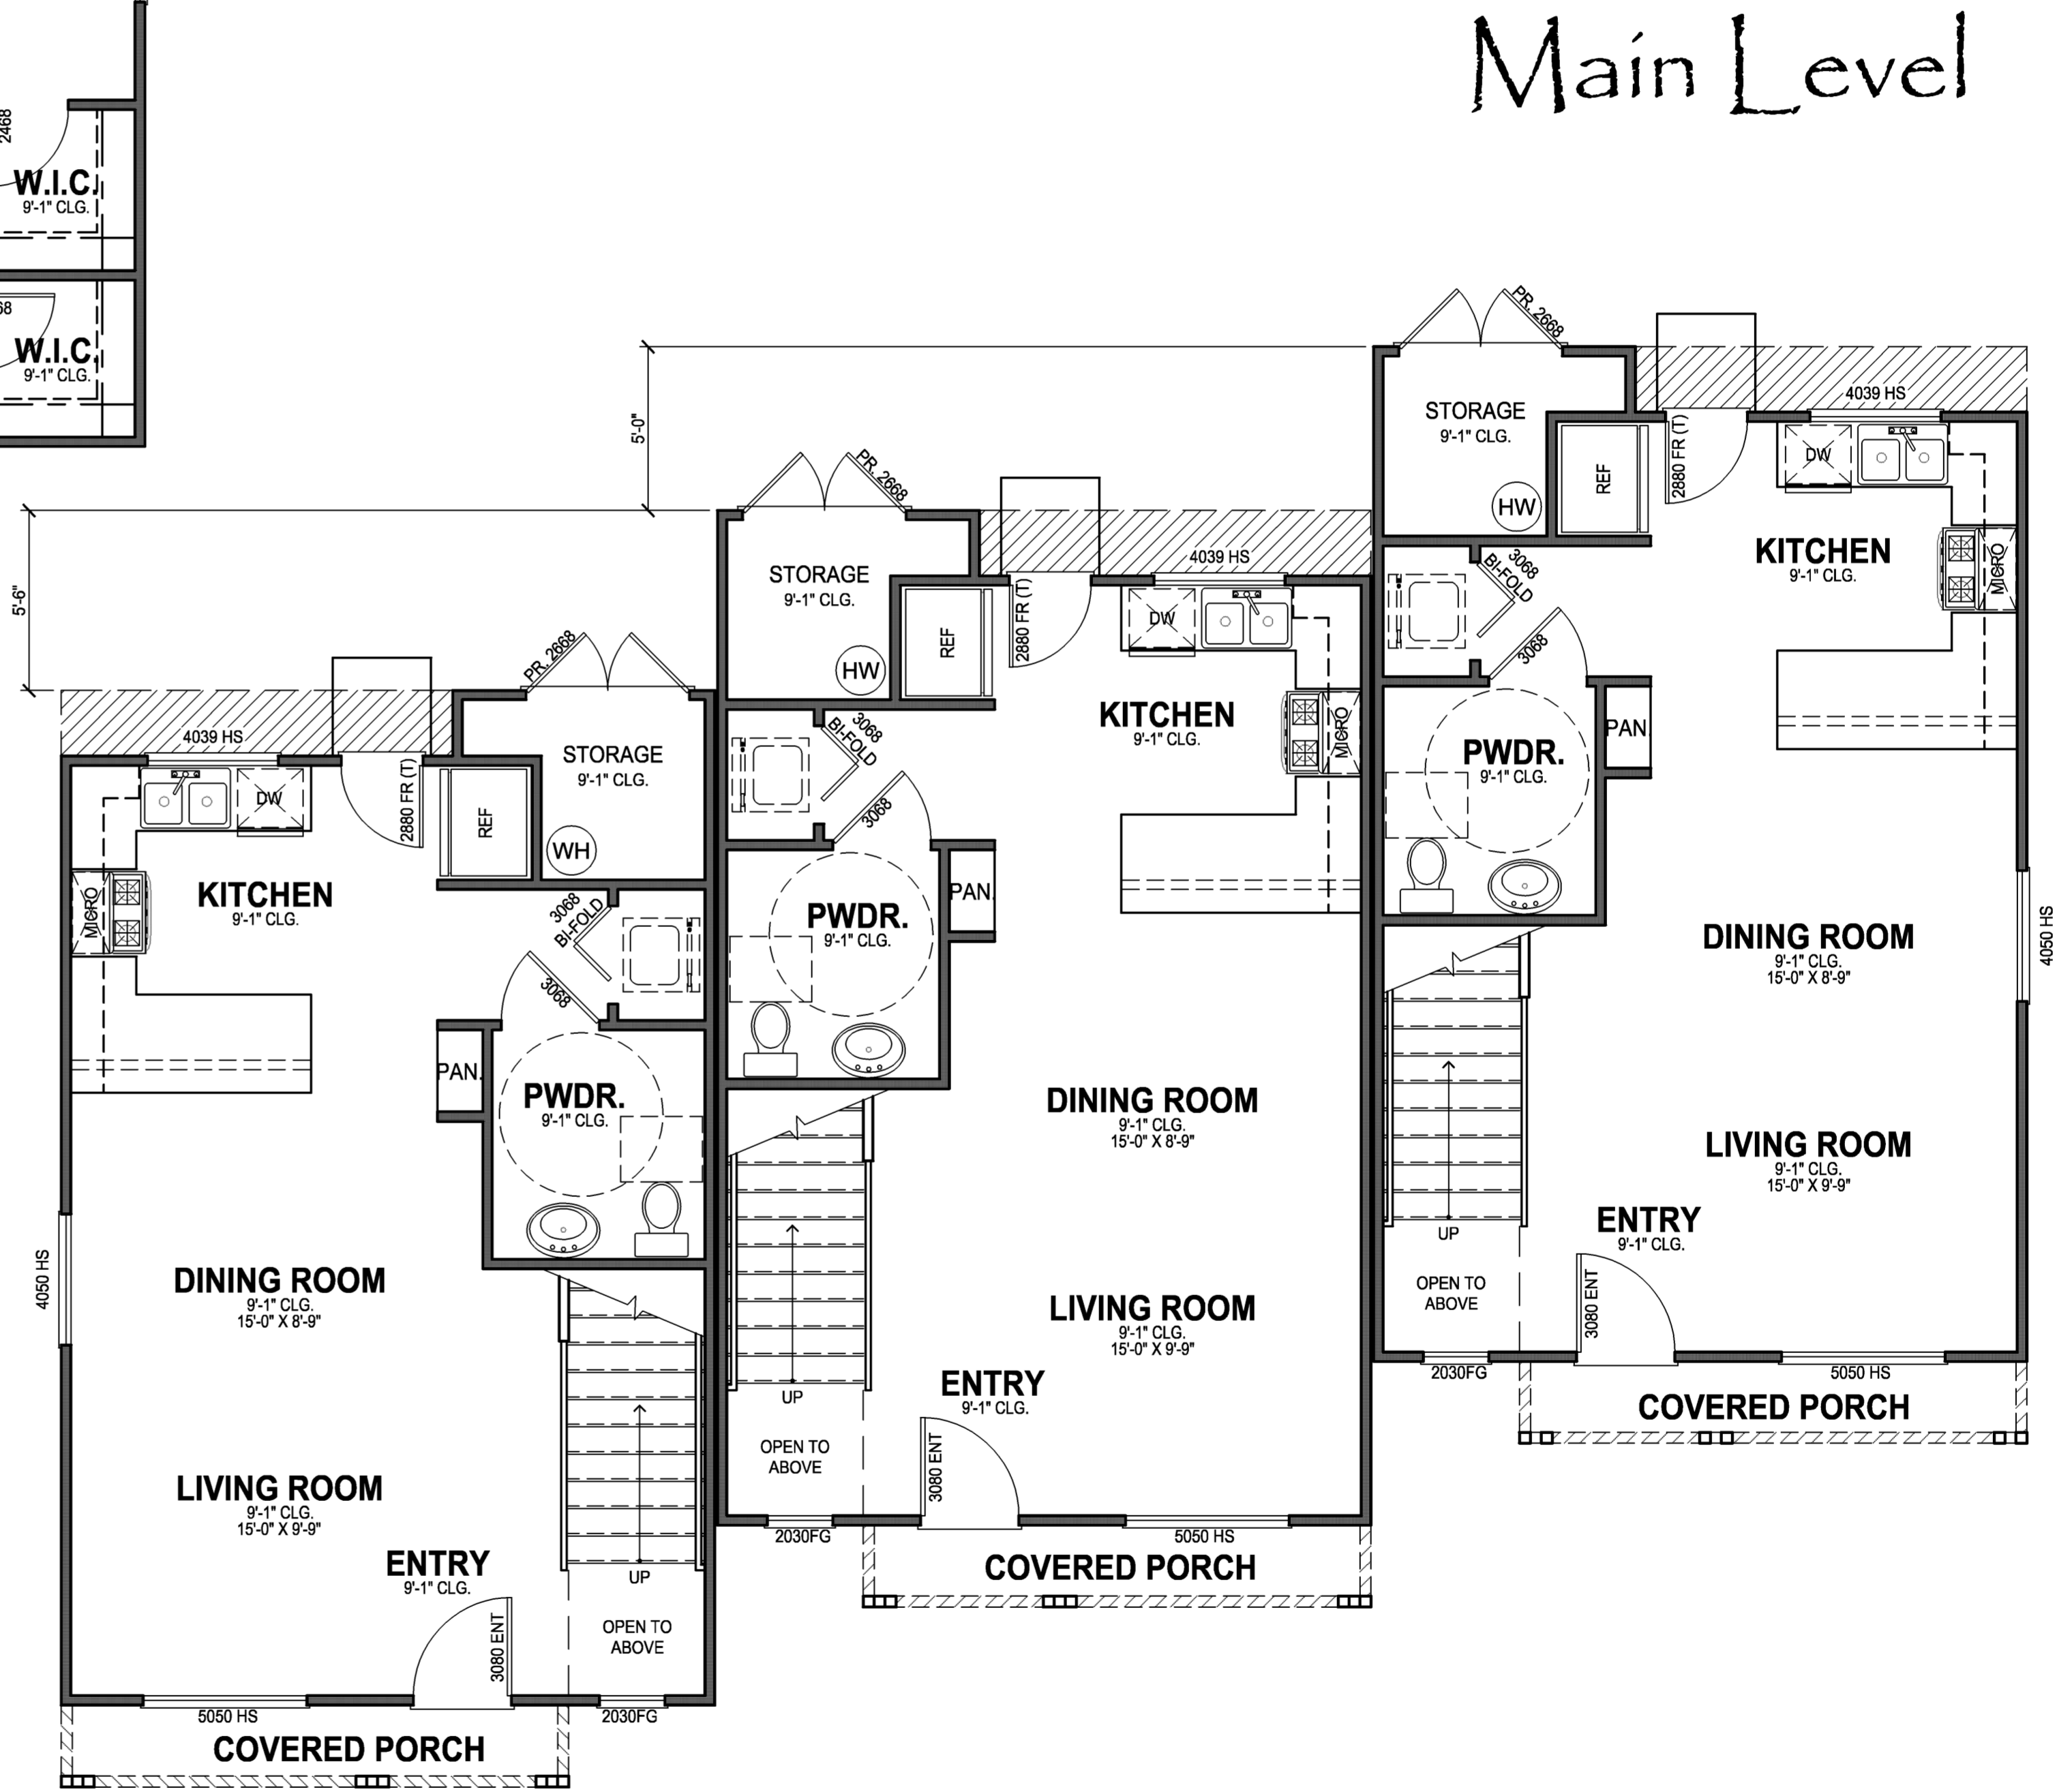 Main Level
2468
W.I.C.
9'-1" CLG.
68
W.I.C.
9'-1" CLG.
5'-6"
5'-0"
4039 HS
2880 FR (T)
PR. 2668
STORAGE
9'-1" CLG.
DW
REF
WH
MICRO
KITCHEN
9'-1" CLG.
3068
BI-FOLD
3068
PAN.
PWDR.
9'-1" CLG.
4050 HS
DINING ROOM
9'-1" CLG.
15'-0" X 8'-9"
LIVING ROOM
9'-1" CLG.
15'-0" X 9'-9"
ENTRY
9'-1" CLG.
UP
OPEN TO
ABOVE
3080 ENT
5050 HS
2030FG
COVERED PORCH
PR. 2668
STORAGE
9'-1" CLG.
HW
REF
2880 FR (T)
4039 HS
DW
KITCHEN
9'-1" CLG.
MICRO
3068
BI-FOLD
3068
PAN.
PWDR.
9'-1" CLG.
DINING ROOM
9'-1" CLG.
15'-0" X 8'-9"
LIVING ROOM
9'-1" CLG.
15'-0" X 9'-9"
ENTRY
9'-1" CLG.
UP
OPEN TO
ABOVE
3080 ENT
2030FG
5050 HS
COVERED PORCH
PR. 2668
STORAGE
9'-1" CLG.
HW
REF
2880 FR (T)
4039 HS
DW
KITCHEN
9'-1" CLG.
MICRO
3068
BI-FOLD
3068
PAN.
PWDR.
9'-1" CLG.
DINING ROOM
9'-1" CLG.
15'-0" X 8'-9"
4050 HS
LIVING ROOM
9'-1" CLG.
15'-0" X 9'-9"
ENTRY
9'-1" CLG.
UP
OPEN TO
ABOVE
3080 ENT
2030FG
5050 HS
COVERED PORCH